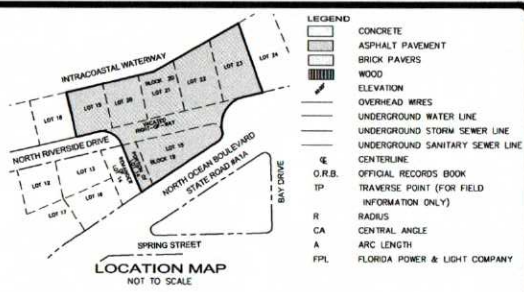 INTRACOASTAL WATERWAY
LOT 24
LOT 23
LOT 22
BLOCK 20
LOT 21
LOT 20
LOT 19
LOT 18
VACATED
RIGHT-OF-WAY
NORTH RIVERSIDE DRIVE
LOT 15
BLOCK 19
LOT 12
LOT 13
LOT 16
LOT 17
NORTH OCEAN BOULEVARD
STATE ROAD #A1A
BAY DRIVE
SPRING STREET
LOCATION MAP
NOT TO SCALE
LEGEND
CONCRETE
ASPHALT PAVEMENT
BRICK PAVERS
WOOD
ELEVATION
OVERHEAD WIRES
UNDERGROUND WATER LINE
UNDERGROUND STORM SEWER LINE
UNDERGROUND SANITARY SEWER LINE
℄ CENTERLINE
O.R.B. OFFICIAL RECORDS BOOK
TP TRAVERSE POINT (FOR FIELD
INFORMATION ONLY)
R RADIUS
CA CENTRAL ANGLE
A ARC LENGTH
FPL FLORIDA POWER & LIGHT COMPANY